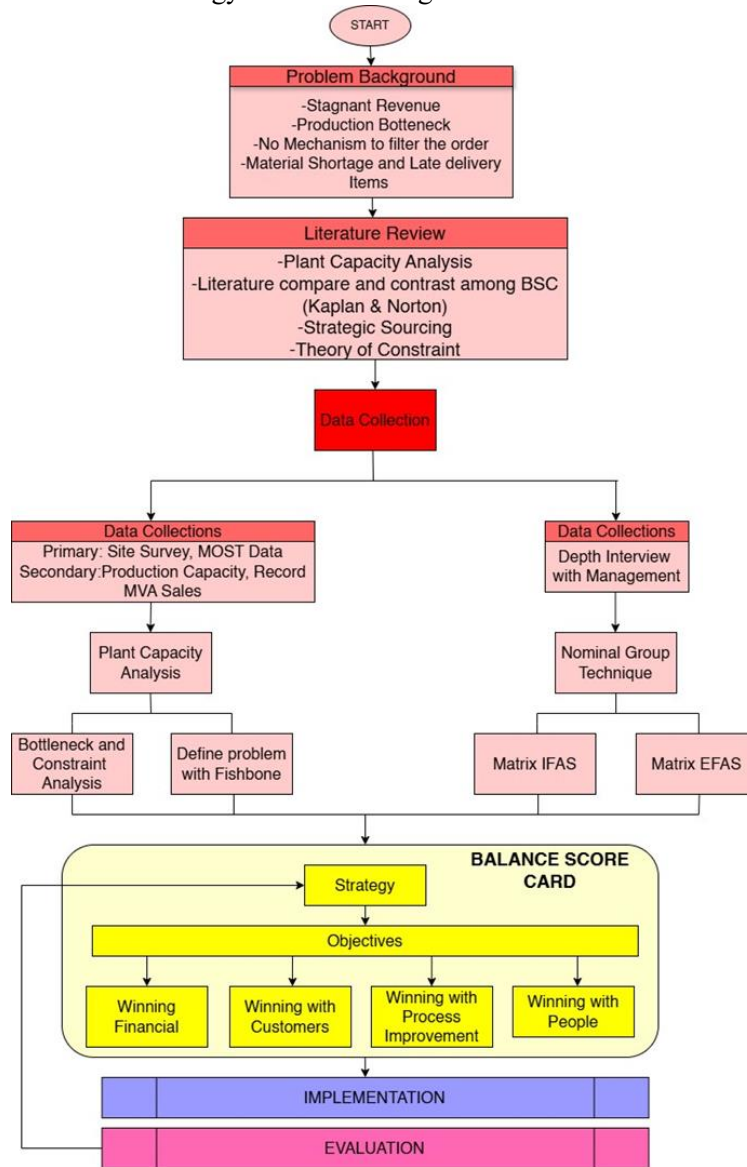 START
Problem Background
-Stagnant Revenue
-Production Botteneck
-No Mechanism to filter the order
-Material Shortage and Late delivery
Items
Literature Review
-Plant Capacity Analysis
-Literature compare and contrast among BSC
(Kaplan & Norton)
-Strategic Sourcing
-Theory of Constraint
Data Collection
Data Collections
Primary: Site Survey, MOST Data
Secondary:Production Capacity, Record
MVA Sales
Data Collections
Depth Interview
with Management
Plant Capacity
Analysis
Nominal Group
Technique
Bottleneck and
Constraint
Analysis
Define problem
with Fishbone
Matrix IFAS
Matrix EFAS
BALANCE SCORE
CARD
Strategy
Objectives
Winning
Financial
Winning with
Customers
Winning with
Process
Improvement
Winning with
People
IMPLEMENTATION
EVALUATION